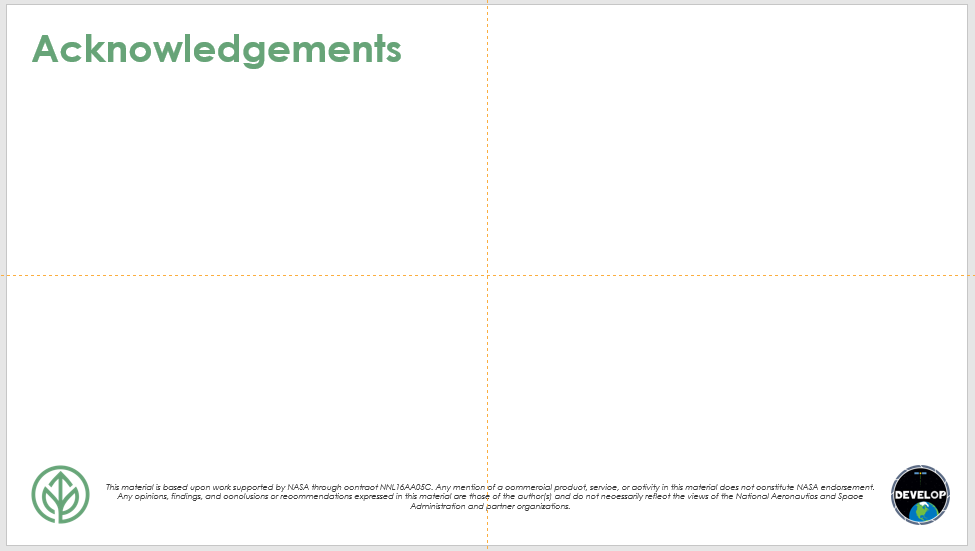 Acknowledgements
This material is based upon work supported by NASA through contract NNL16AA05C. Any mention of a commercial product, service, or activity in this material does not constitute NASA endorsement.
Any opinions, findings, and conclusions or recommendations expressed in this material are those of the author(s) and do not necessarily reflect the views of the National Aeronautics and Space
Administration and partner organizations.
DEVELOP